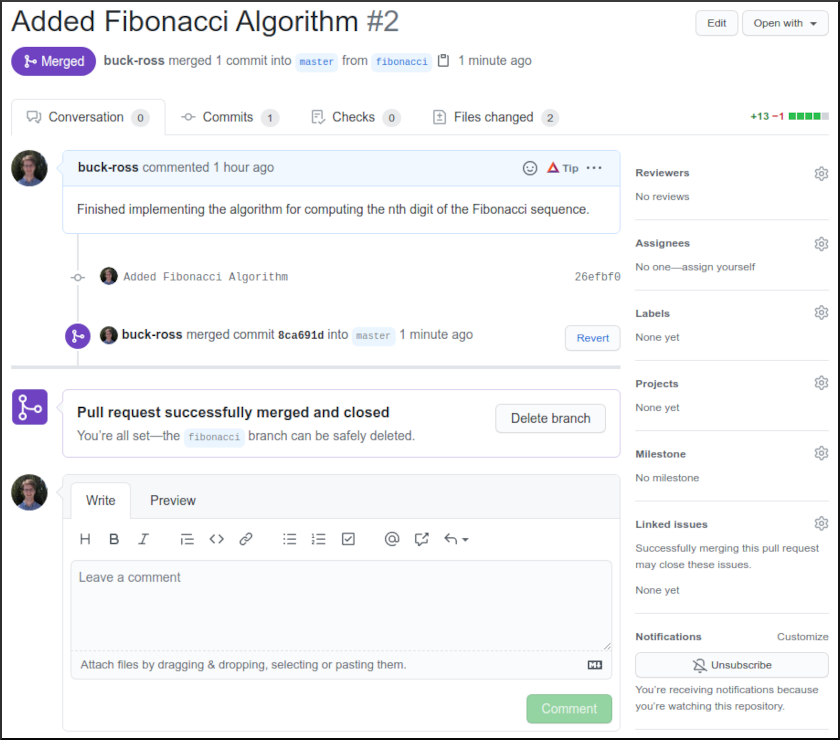 Added Fibonacci Algorithm #2
Edit
Open with
Merged
buck-ross merged 1 commit into master from fibonacci 1 minute ago
Conversation 0
Commits 1
Checks 0
Files changed 2
+13 −1
buck-ross commented 1 hour ago
Tip
Finished implementing the algorithm for computing the nth digit of the Fibonacci sequence.
Added Fibonacci Algorithm
26efbf0
buck-ross merged commit 8ca691d into master 1 minute ago
Revert
Pull request successfully merged and closed
You're all set—the fibonacci branch can be safely deleted.
Delete branch
Write
Preview
H B I
Leave a comment
Attach files by dragging & dropping, selecting or pasting them.
Comment
Reviewers
No reviews
Assignees
No one—assign yourself
Labels
None yet
Projects
None yet
Milestone
No milestone
Linked issues
Successfully merging this pull request
may close these issues.
None yet
Notifications
Customize
Unsubscribe
You're receiving notifications because
you're watching this repository.